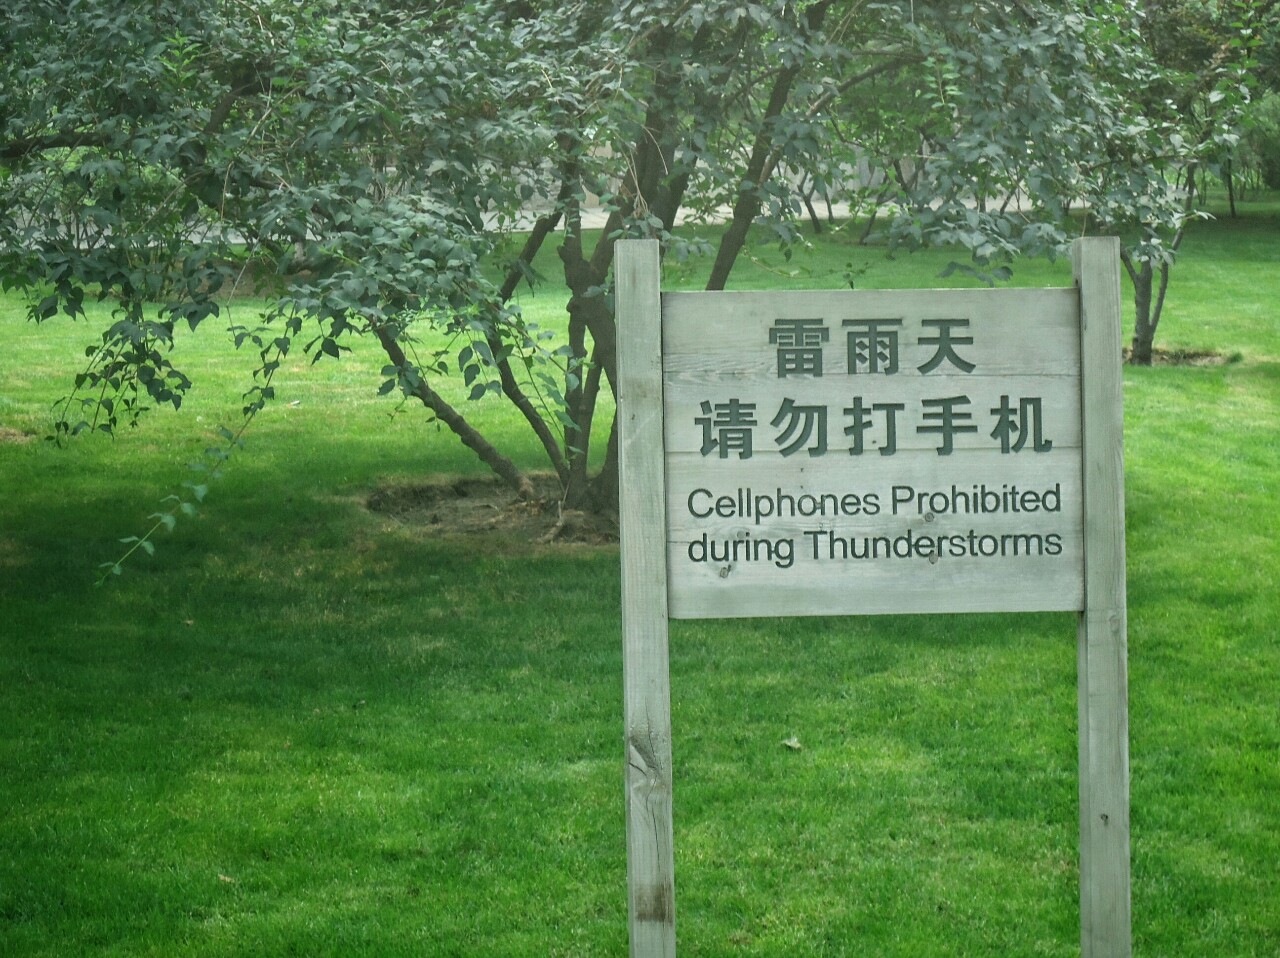 雷雨天
请勿打手机
Cellphones Prohibited
during Thunderstorms